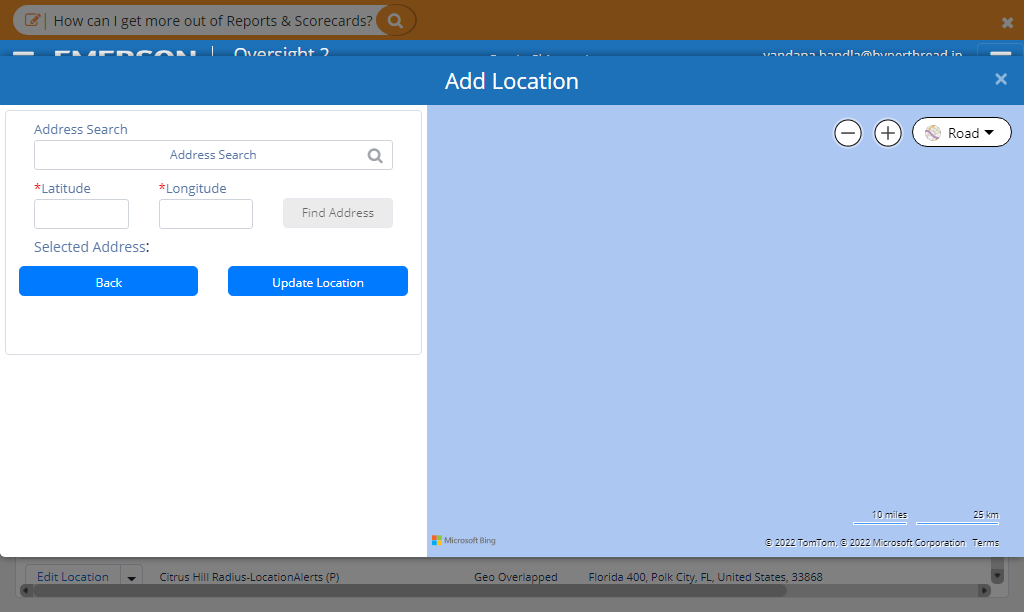 How can I get more out of Reports & Scorecards?
EMERSON Oversight 2 vandana.bandla@hyperthread.in
Add Location
Address Search
Address Search
*Latitude *Longitude
Find Address
Selected Address:
Back Update Location
Road
10 miles 25 km
Microsoft Bing
© 2022 TomTom, © 2022 Microsoft Corporation Terms
Edit Location Citrus Hill Radius-LocationAlerts (P) Geo Overlapped Florida 400, Polk City, FL, United States, 33868